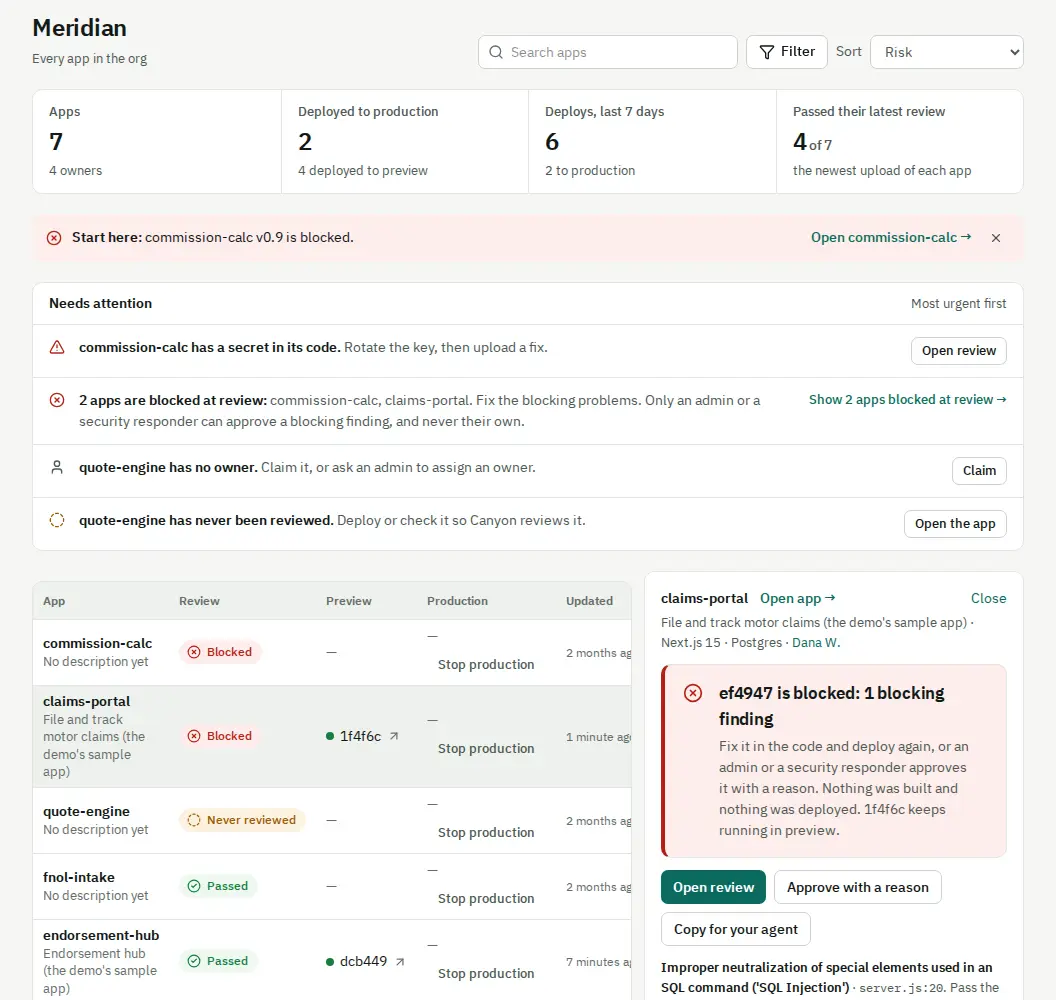 Meridian
Every app in the org
Search apps
Filter
Sort
Risk
Apps
7
4 owners
Deployed to production
2
4 deployed to preview
Deploys, last 7 days
6
2 to production
Passed their latest review
4 of 7
the newest upload of each app
Start here: commission-calc v0.9 is blocked.
Open commission-calc →
Needs attention
Most urgent first
commission-calc has a secret in its code. Rotate the key, then upload a fix.
Open review
2 apps are blocked at review: commission-calc, claims-portal. Fix the blocking problems. Only an admin or a
security responder can approve a blocking finding, and never their own.
Show 2 apps blocked at review →
quote-engine has no owner. Claim it, or ask an admin to assign an owner.
Claim
quote-engine has never been reviewed. Deploy or check it so Canyon reviews it.
Open the app
App Review Preview Production Updated
commission-calc
No description yet
Blocked
—
—
Stop production
2 months ag
claims-portal
File and track
motor claims (the
demo's sample
app)
Blocked
1f4f6c ↗
—
Stop production
1 minute ago
quote-engine
No description yet
Never reviewed
—
—
Stop production
2 months ag
fnol-intake
No description yet
Passed
—
—
Stop production
2 months ag
endorsement-hub
Endorsement hub
(the demo's sample
app)
Passed
dcb449 ↗
—
Stop production
7 minutes a
claims-portal Open app →
Close
File and track motor claims (the demo's sample app) ·
Next.js 15 · Postgres · Dana W.
ef4947 is blocked: 1 blocking
finding
Fix it in the code and deploy again, or an
admin or a security responder approves
it with a reason. Nothing was built and
nothing was deployed. 1f4f6c keeps
running in preview.
Open review
Approve with a reason
Copy for your agent
Improper neutralization of special elements used in an
SQL command ('SQL Injection') · server.js:20. Pass the